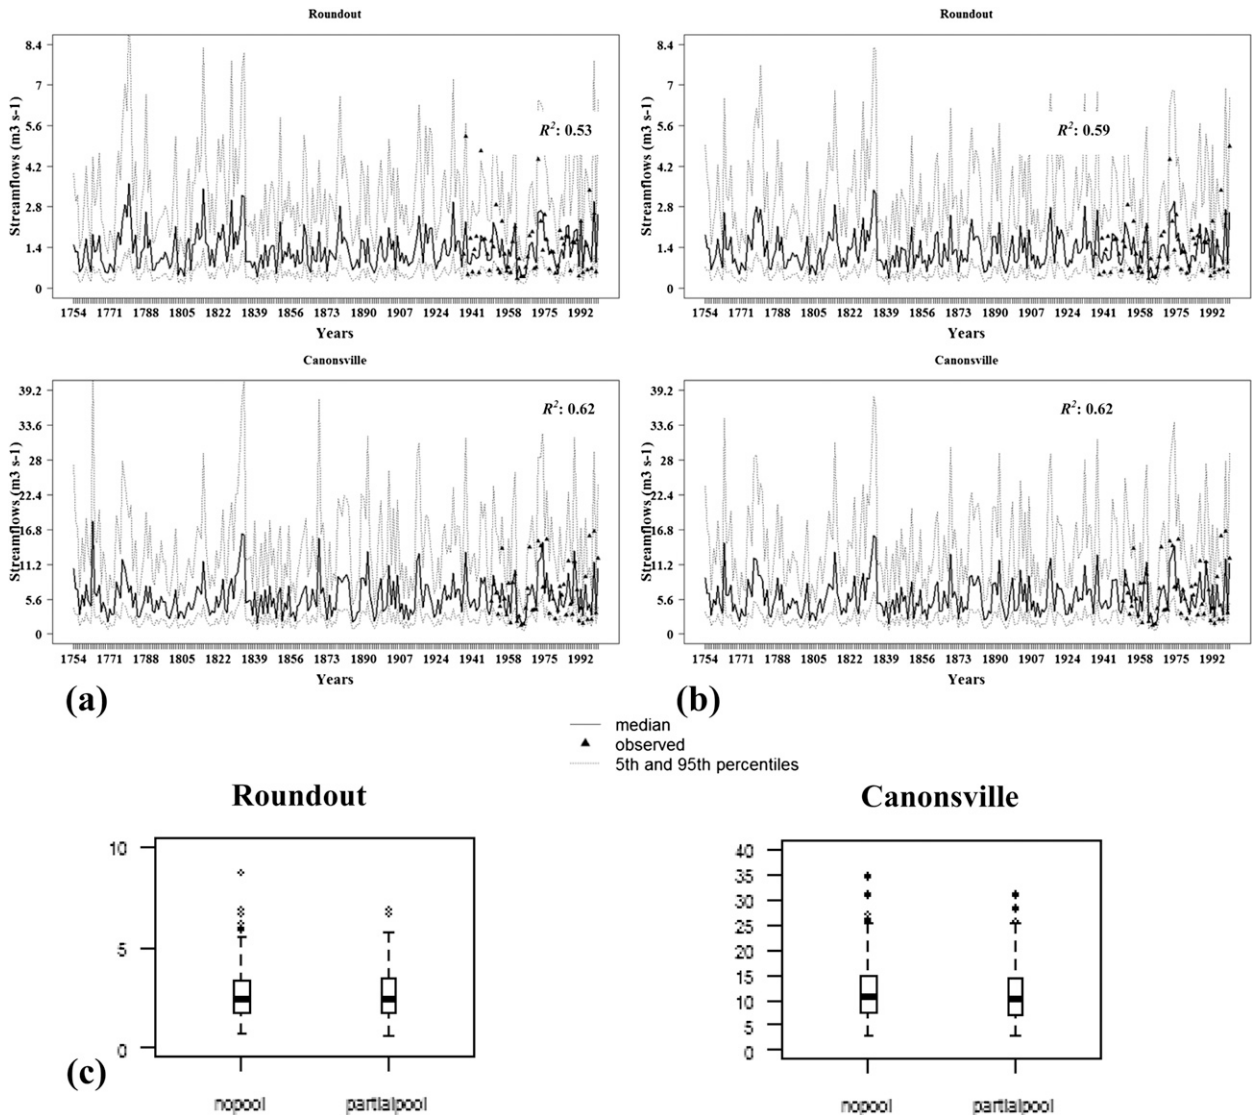 Roundout
8.4
7
5.6
4.2
2.8
1.4
0
Streamflows (m3 s-1)
R2: 0.53
1754 1771 1788 1805 1822 1839 1856 1873 1890 1907 1924 1941 1958 1975 1992
Years
Roundout
8.4
7
5.6
4.2
2.8
1.4
0
Streamflows (m3 s-1)
R2: 0.59
1754 1771 1788 1805 1822 1839 1856 1873 1890 1907 1924 1941 1958 1975 1992
Years
Canonsville
39.2
33.6
28
22.4
16.8
11.2
5.6
0
Streamflows (m3 s-1)
R2: 0.62
1754 1771 1788 1805 1822 1839 1856 1873 1890 1907 1924 1941 1958 1975 1992
Years
(a)
Canonsville
39.2
33.6
28
22.4
16.8
11.2
5.6
0
Streamflows (m3 s-1)
R2: 0.62
1754 1771 1788 1805 1822 1839 1856 1873 1890 1907 1924 1941 1958 1975 1992
Years
(b)
median
observed
5th and 95th percentiles
Roundout
10
5
0
nopool partialpool
(c)
Canonsville
40
35
30
25
20
15
10
5
0
nopool partialpool